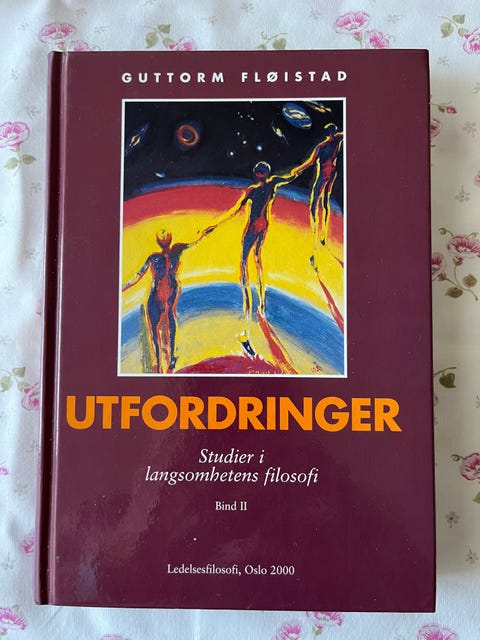 GUTTORM FLØISTAD
UTFORDRINGER
Studier i
langsomhetens filosofi
Bind II
Ledelsesfilosofi, Oslo 2000